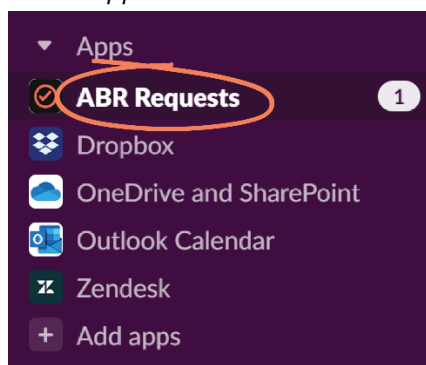 Apps
ABR Requests 1
Dropbox
OneDrive and SharePoint
Outlook Calendar
Zendesk
+ Add apps